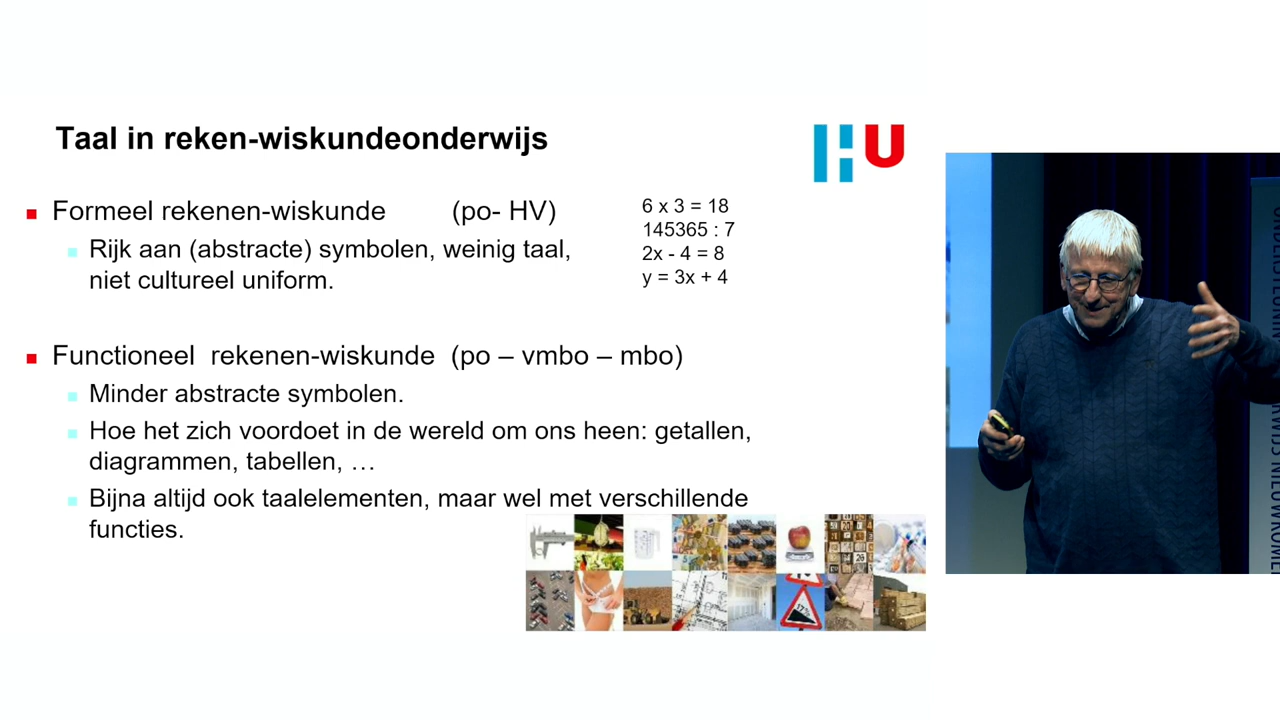 Taal in reken-wiskundeonderwijs
HU
Formeel rekenen-wiskunde (po- HV)
Rijk aan (abstracte) symbolen, weinig taal,
niet cultureel uniform.
6 x 3 = 18
145365 : 7
2x - 4 = 8
y = 3x + 4
Functioneel rekenen-wiskunde (po – vmbo – mbo)
Minder abstracte symbolen.
Hoe het zich voordoet in de wereld om ons heen: getallen,
diagrammen, tabellen, …
Bijna altijd ook taalelementen, maar wel met verschillende
functies.
17%